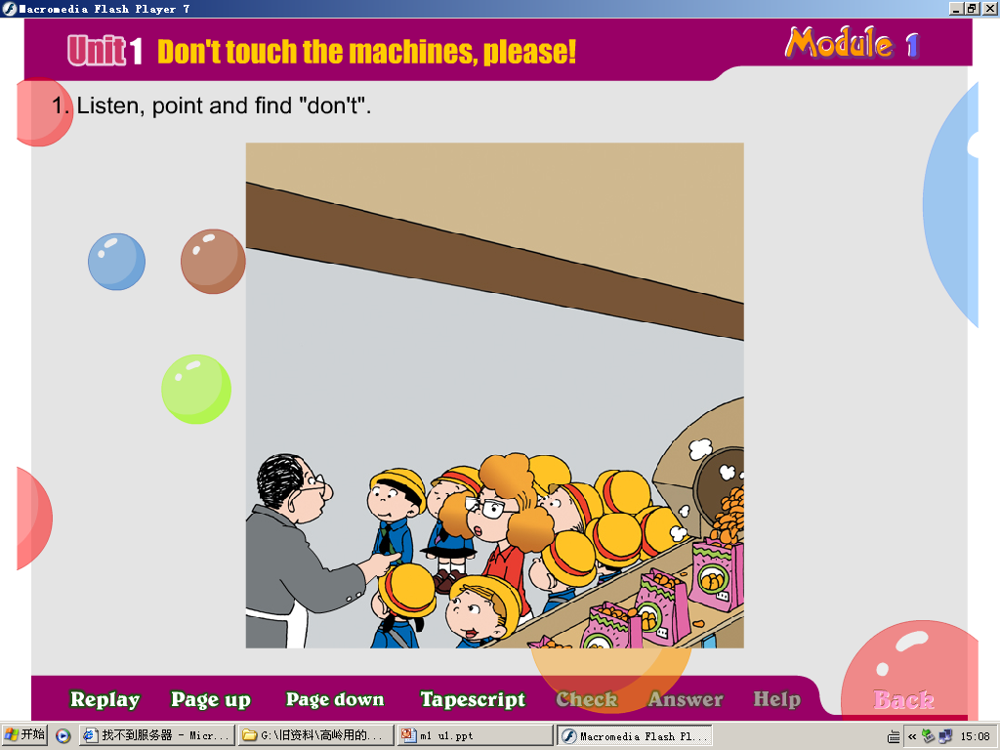 Macromedia Flash Player 7
Unit 1 Don't touch the machines, please!
Module 1
1. Listen, point and find "don't".
Replay Page up Page down Tapescript Check Answer Help Back
开始 找不到服务器 - Micr... G:\旧资料\高岭用的... m1 u1.ppt Macromedia Flash Pl... « 15:08